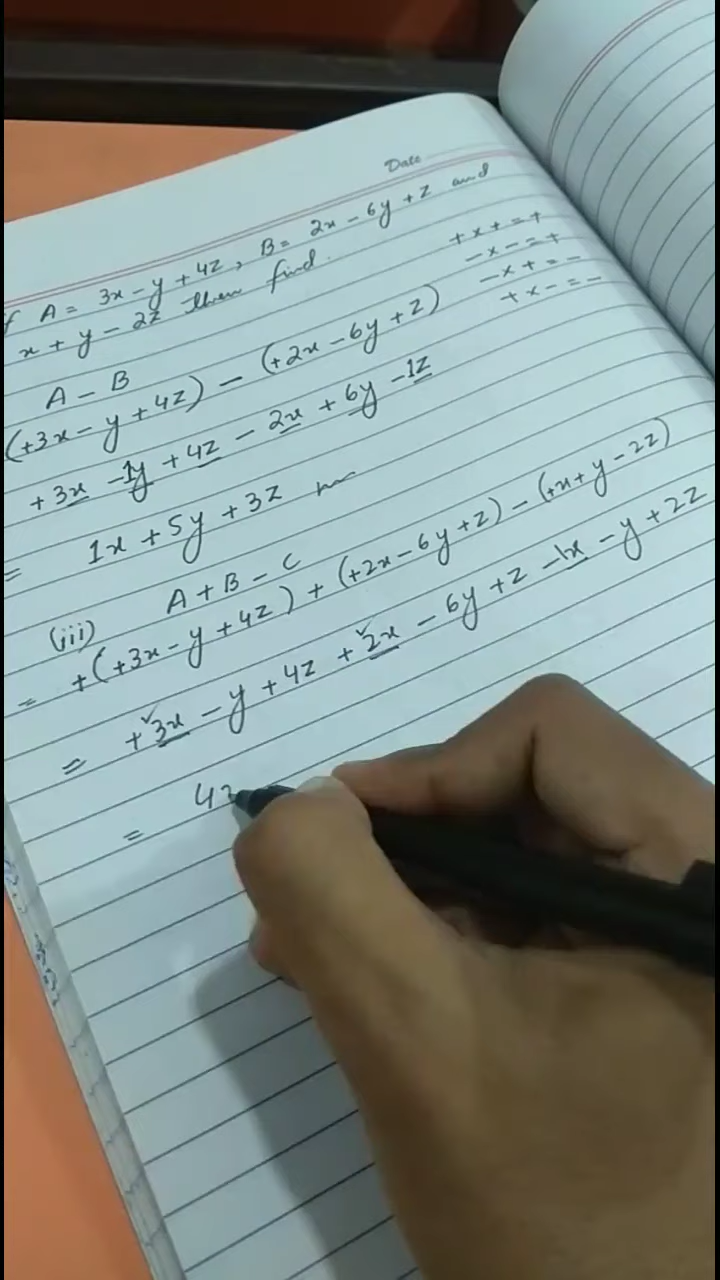 Date
f A = 3x - y + 4z, B = 2x - 6y + z and
x + y - 2z then find.
+ x + = +
- x - = +
- x + = -
+ x - = -
A - B
(+3x - y + 4z) - (+2x - 6y + z)
+3x -1y + 4z - 2x + 6y - 1z
= 1x + 5y + 3z
(iii) A + B - C
= +(+3x - y + 4z) + (+2x - 6y + z) - (+x + y - 2z)
= +3x - y + 4z + 2x - 6y + z - 1x - y + 2z
= 4